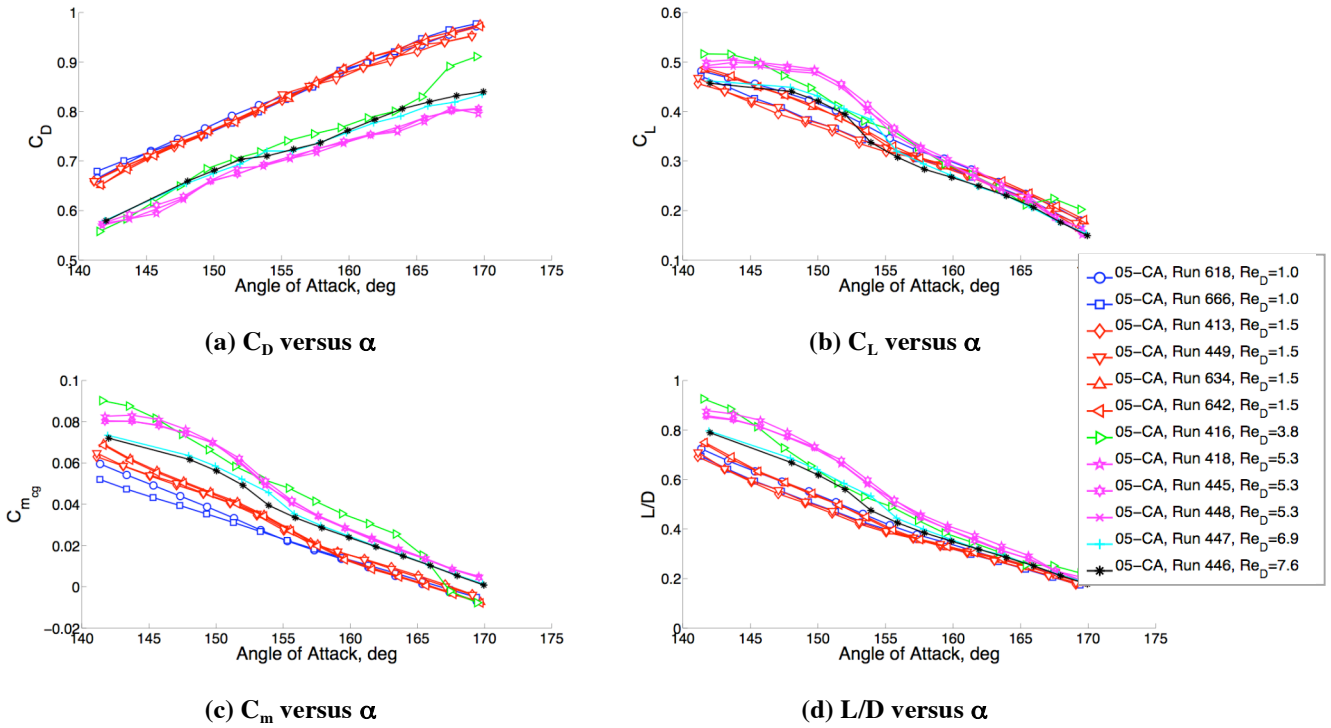 1
0.9
0.8
0.7
0.6
0.5
C_D
140 145 150 155 160 165 170 175
Angle of Attack, deg
(a) C_D versus α
0.6
0.5
0.4
0.3
0.2
0.1
C_L
140 145 150 155 160 165 170
Angle of Attack, deg
(b) C_L versus α
05-CA, Run 618, Re_D=1.0
05-CA, Run 666, Re_D=1.0
05-CA, Run 413, Re_D=1.5
05-CA, Run 449, Re_D=1.5
05-CA, Run 634, Re_D=1.5
05-CA, Run 642, Re_D=1.5
05-CA, Run 416, Re_D=3.8
05-CA, Run 418, Re_D=5.3
05-CA, Run 445, Re_D=5.3
05-CA, Run 448, Re_D=5.3
05-CA, Run 447, Re_D=6.9
05-CA, Run 446, Re_D=7.6
0.1
0.08
0.06
0.04
0.02
0
−0.02
C_m_cg
140 145 150 155 160 165 170 175
Angle of Attack, deg
(c) C_m versus α
1
0.8
0.6
0.4
0.2
0
L/D
140 145 150 155 160 165 170 175
Angle of Attack, deg
(d) L/D versus α